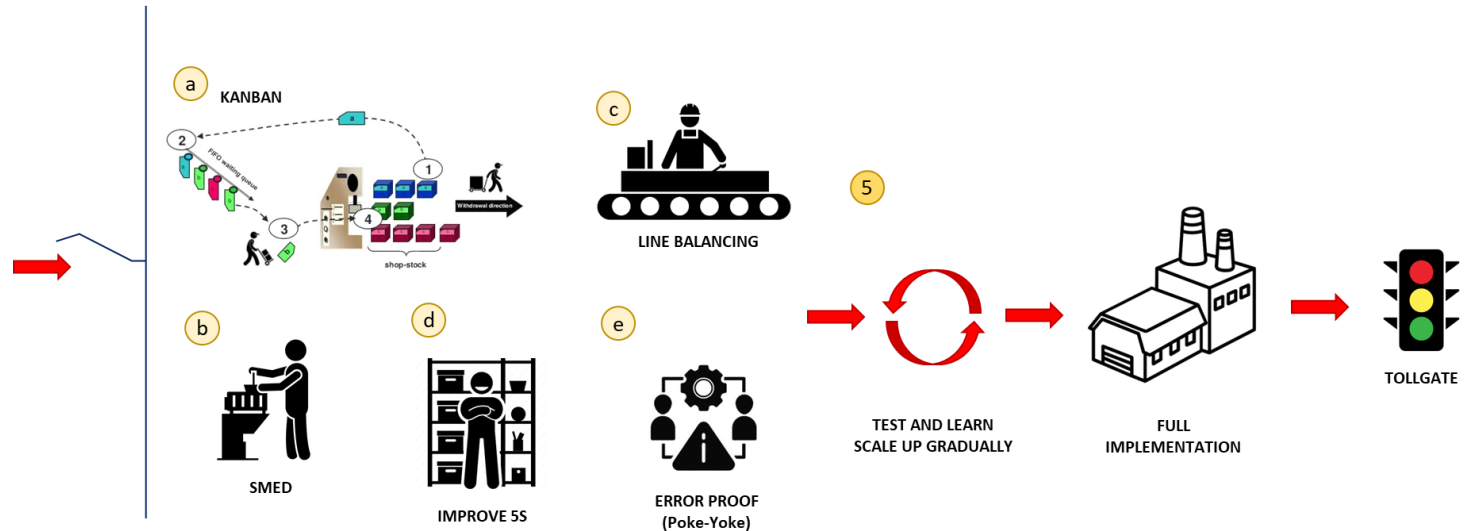 a
KANBAN
a
2
FIFO waiting queue
1
3
4
b
Withdrawal direction
shop-stock
c
LINE BALANCING
b
SMED
d
IMPROVE 5S
e
ERROR PROOF
(Poke-Yoke)
5
TEST AND LEARN
SCALE UP GRADUALLY
FULL
IMPLEMENTATION
TOLLGATE